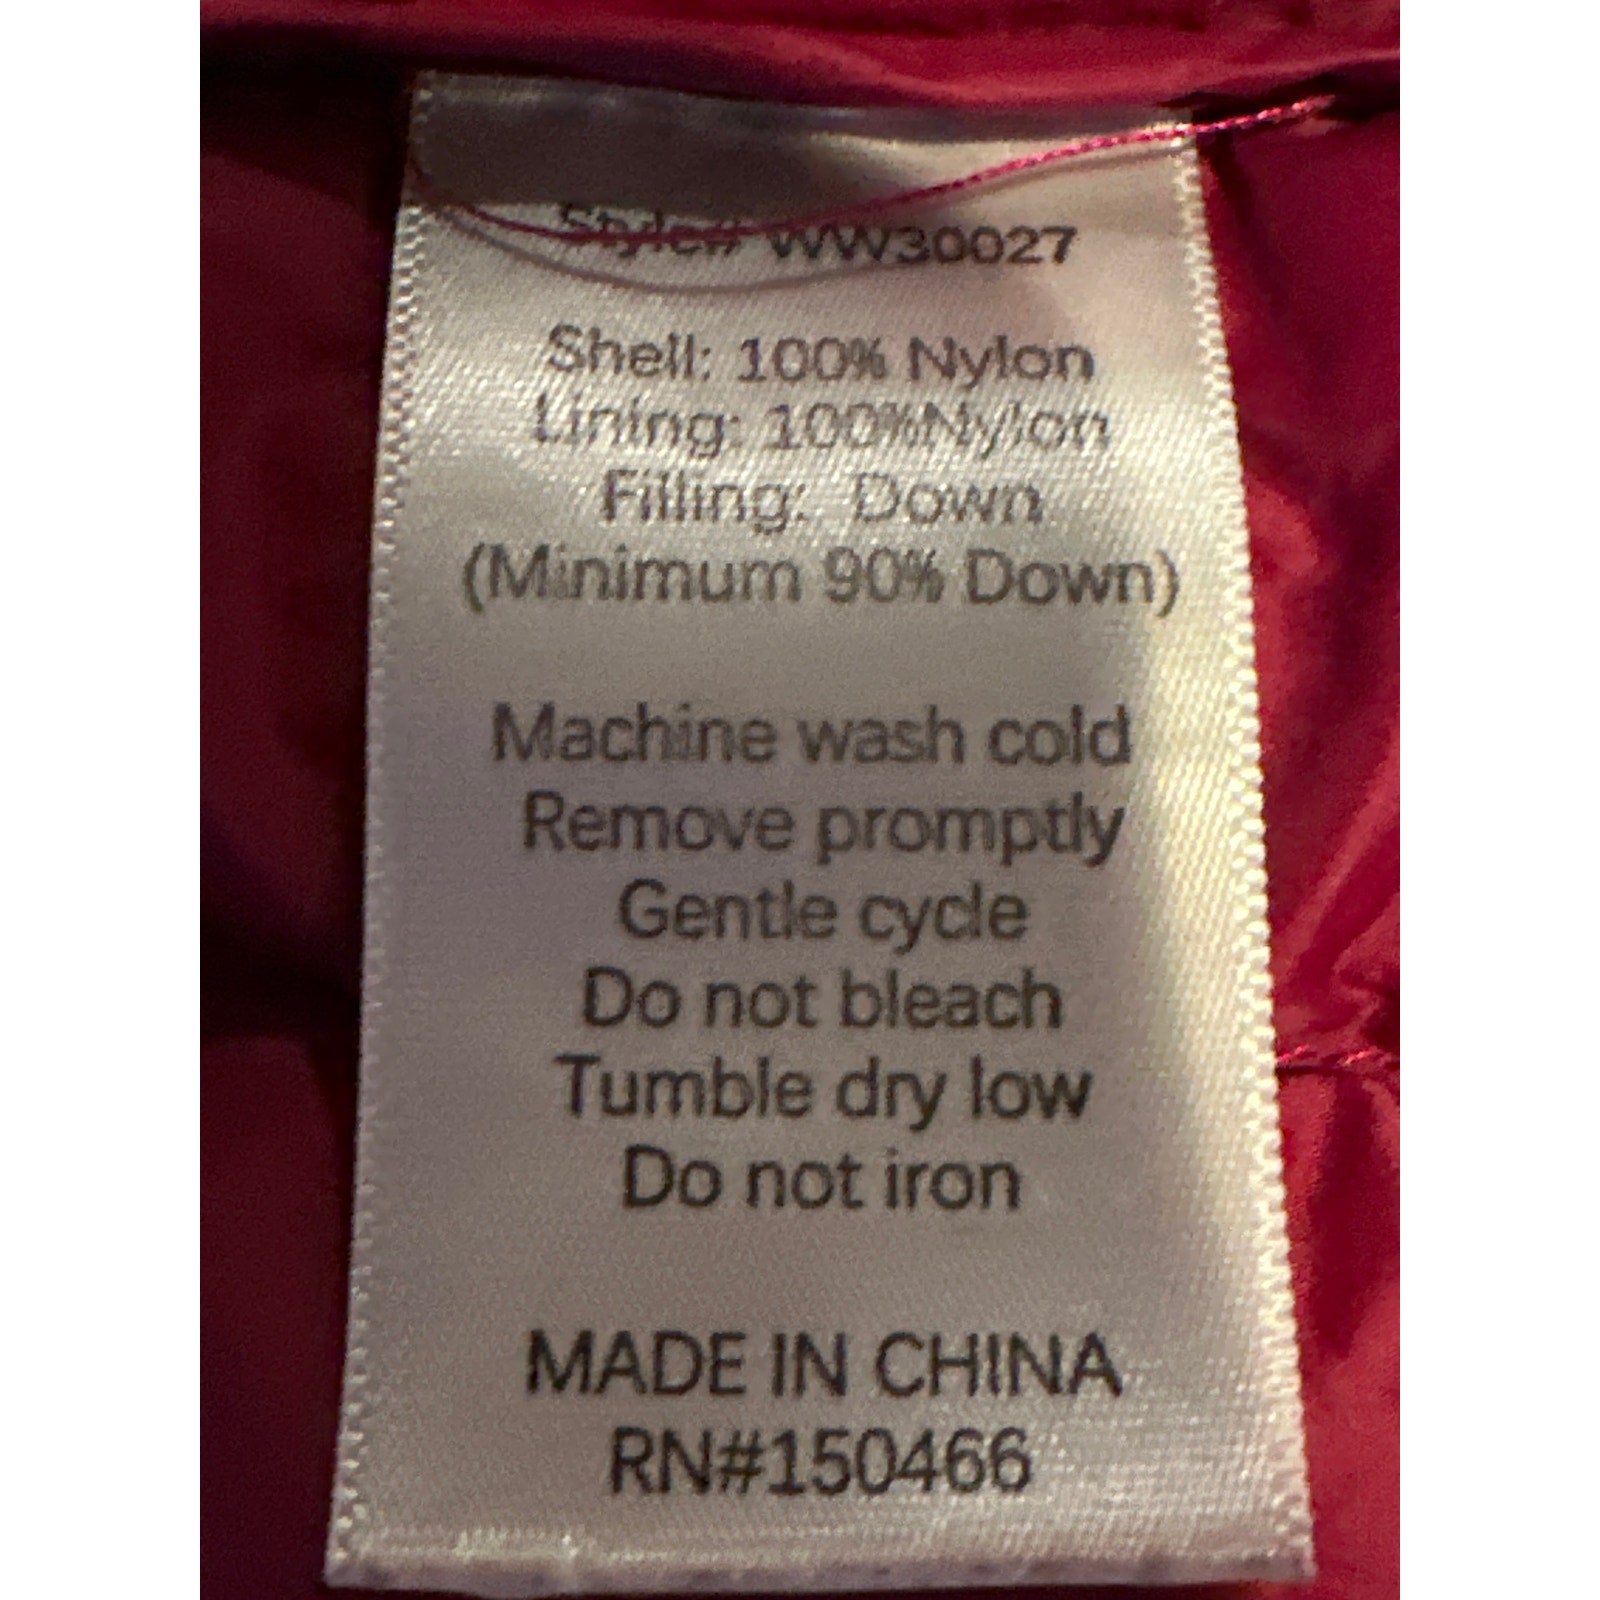 Style# WW30027
Shell: 100% Nylon
Lining: 100%Nylon
Filling: Down
(Minimum 90% Down)
Machine wash cold
Remove promptly
Gentle cycle
Do not bleach
Tumble dry low
Do not iron
MADE IN CHINA
RN#150466